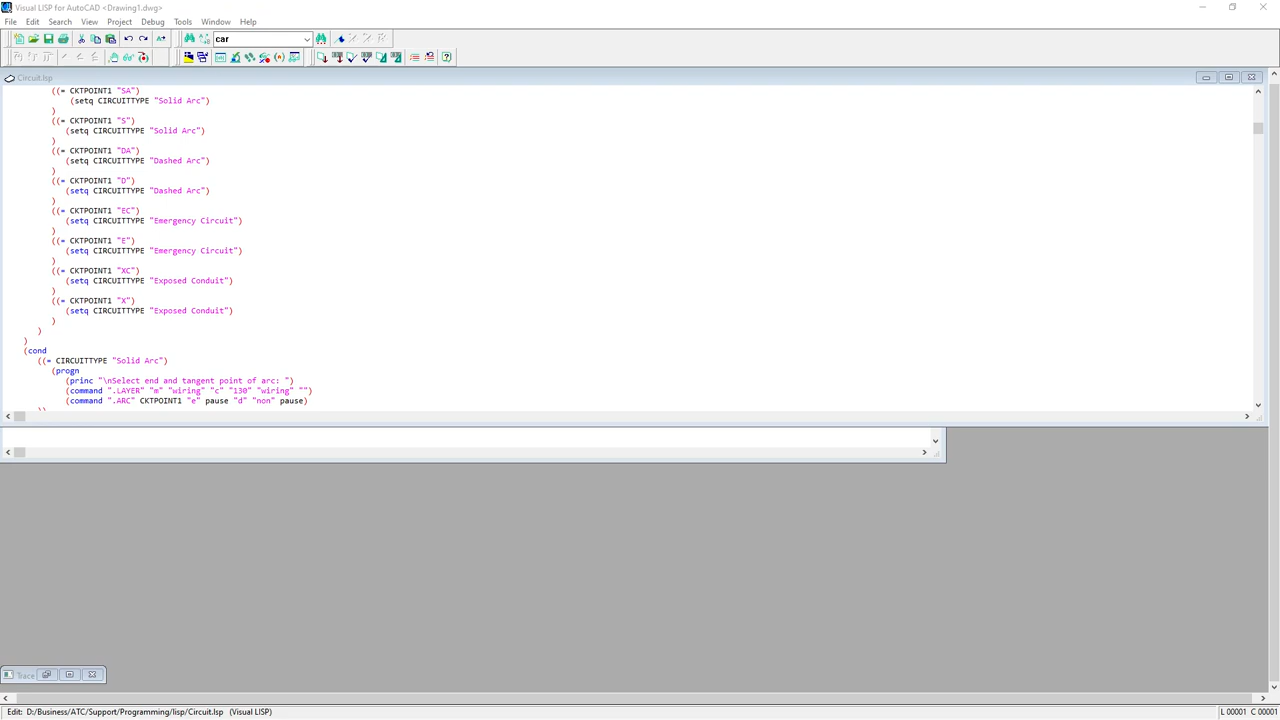 Visual LISP for AutoCAD <Drawing1.dwg>
File Edit Search View Project Debug Tools Window Help
car
Circuit.lsp
((= CKTPOINT1 "SA")
(setq CIRCUITTYPE "Solid Arc")
)
((= CKTPOINT1 "S")
(setq CIRCUITTYPE "Solid Arc")
)
((= CKTPOINT1 "DA")
(setq CIRCUITTYPE "Dashed Arc")
)
((= CKTPOINT1 "D")
(setq CIRCUITTYPE "Dashed Arc")
)
((= CKTPOINT1 "EC")
(setq CIRCUITTYPE "Emergency Circuit")
)
((= CKTPOINT1 "E")
(setq CIRCUITTYPE "Emergency Circuit")
)
((= CKTPOINT1 "XC")
(setq CIRCUITTYPE "Exposed Conduit")
)
((= CKTPOINT1 "X")
(setq CIRCUITTYPE "Exposed Conduit")
)
)
)
(cond
((= CIRCUITTYPE "Solid Arc")
(progn
(princ "\nSelect end and tangent point of arc: ")
(command ".LAYER" "m" "wiring" "c" "130" "wiring" "")
(command ".ARC" CKTPOINT1 "e" pause "d" "non" pause)
))
Trace
Edit: D:/Business/ATC/Support/Programming/lisp/Circuit.lsp (Visual LISP)
L 00001 C 00001